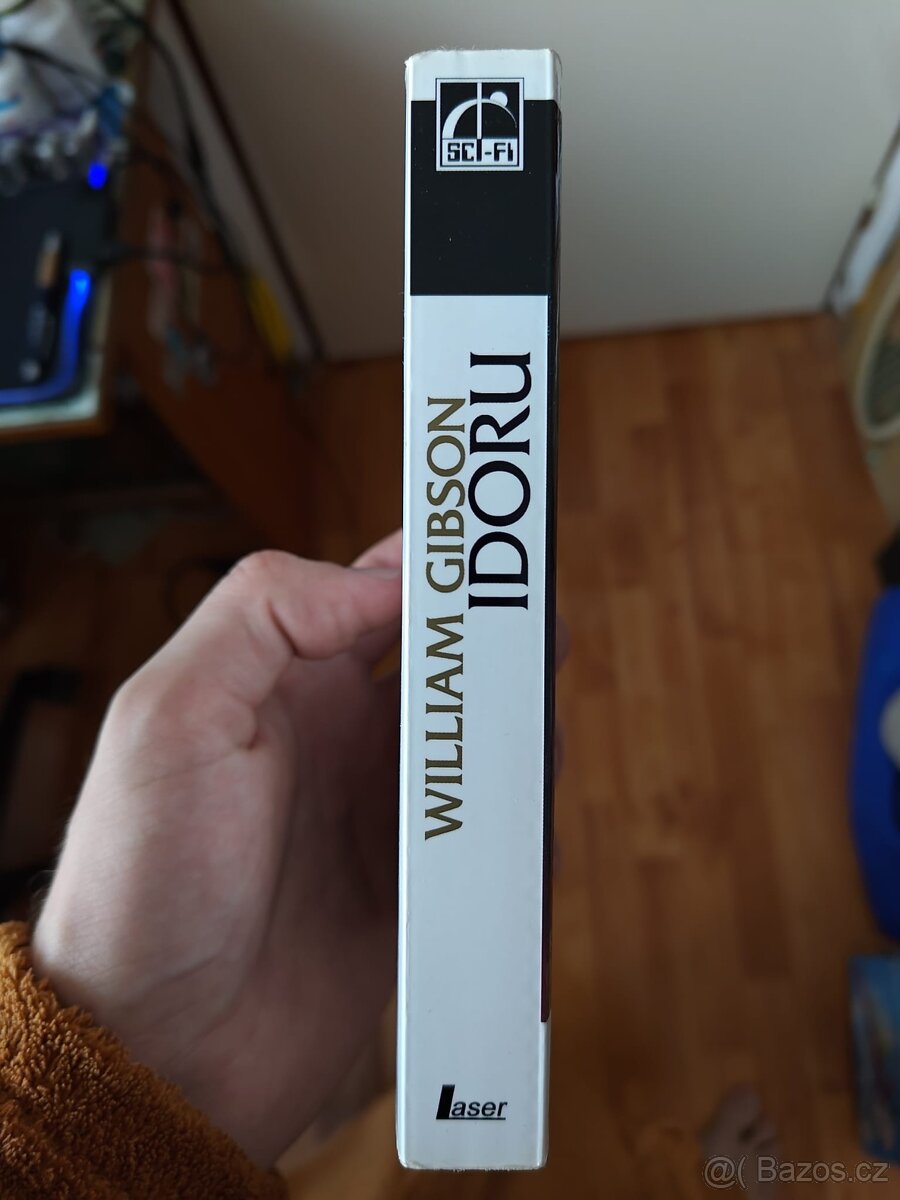 SCI-FI
WILLIAM GIBSON
IDORU
Laser
@( Bazos.cz